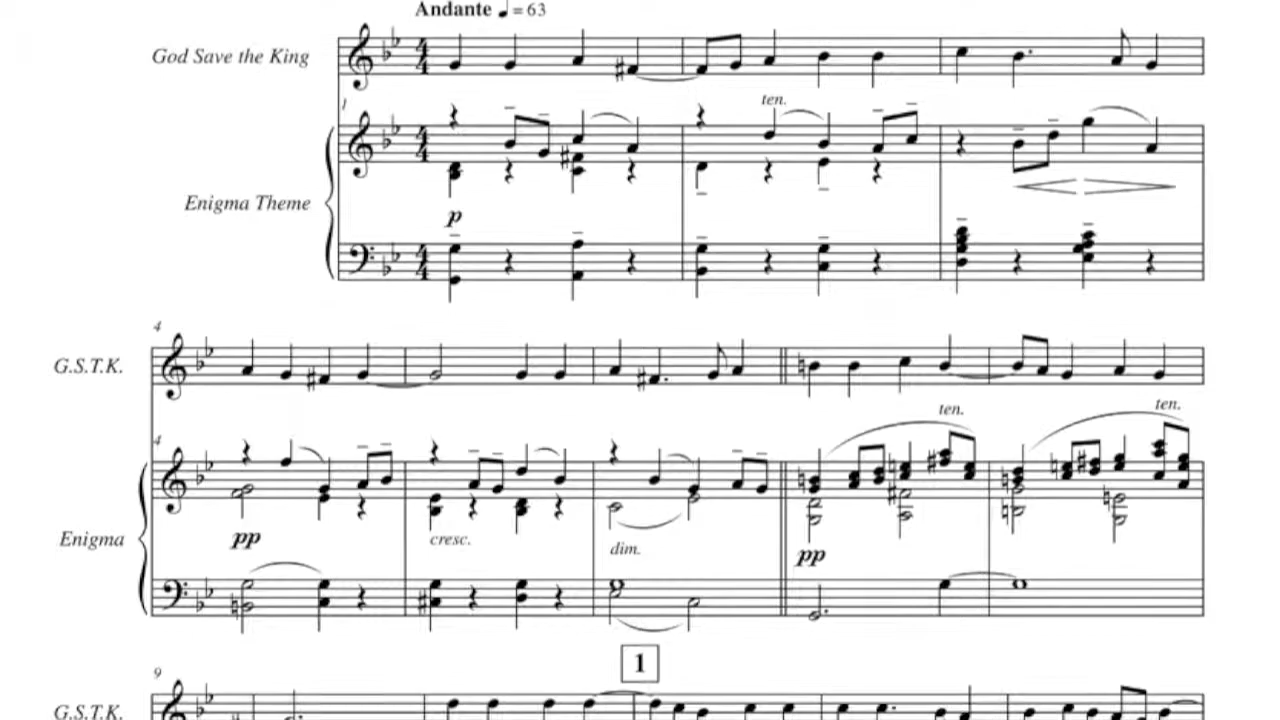 Andante ♩= 63
God Save the King
1
ten.
Enigma Theme
p
4
G.S.T.K.
4
ten.
ten.
Enigma
pp
cresc.
dim.
pp
1
9
G.S.T.K.